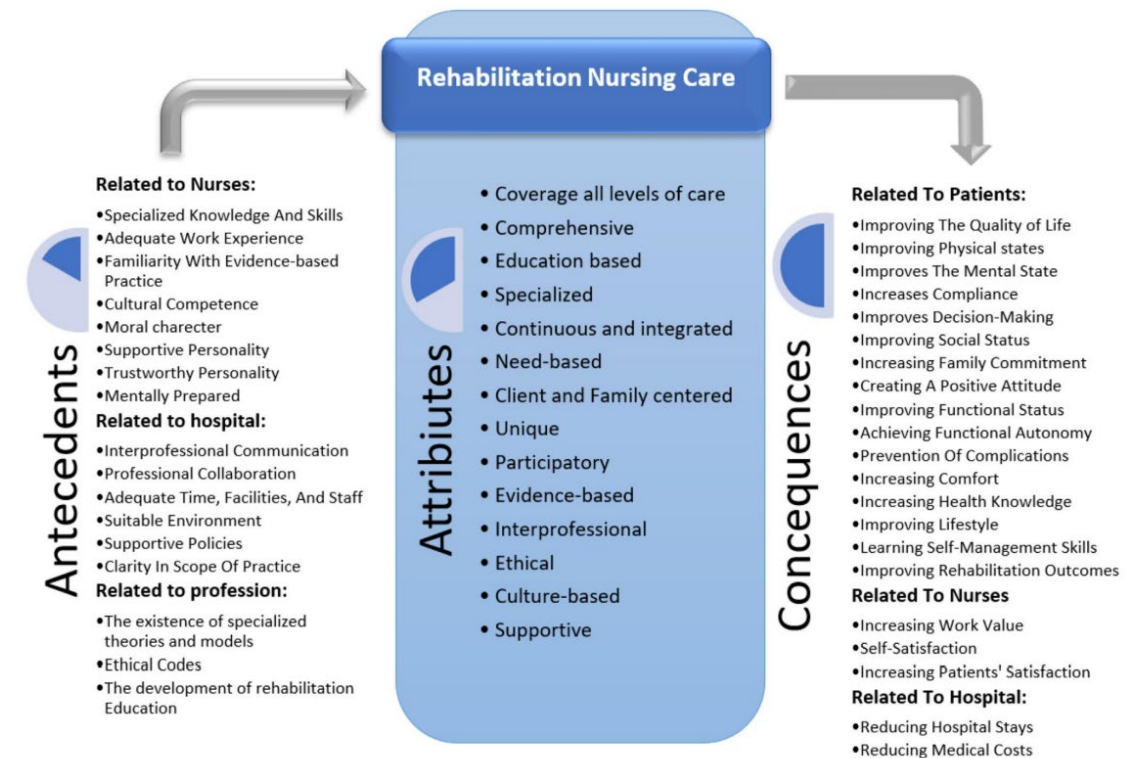 Rehabilitation Nursing Care
Antecedents
Related to Nurses:
•Specialized Knowledge And Skills
•Adequate Work Experience
•Familiarity With Evidence-based
Practice
•Cultural Competence
•Moral charecter
•Supportive Personality
•Trustworthy Personality
•Mentally Prepared
Related to hospital:
•Interprofessional Communication
•Professional Collaboration
•Adequate Time, Facilities, And Staff
•Suitable Environment
•Supportive Policies
•Clarity In Scope Of Practice
Related to profession:
•The existence of specialized
theories and models
•Ethical Codes
•The development of rehabilitation
Education
Attribiutes
• Coverage all levels of care
• Comprehensive
• Education based
• Specialized
• Continuous and integrated
• Need-based
• Client and Family centered
• Unique
• Participatory
• Evidence-based
• Interprofessional
• Ethical
• Culture-based
• Supportive
Concequences
Related To Patients:
•Improving The Quality of Life
•Improving Physical states
•Improves The Mental State
•Increases Compliance
•Improves Decision-Making
•Improving Social Status
•Increasing Family Commitment
•Creating A Positive Attitude
•Improving Functional Status
•Achieving Functional Autonomy
•Prevention Of Complications
•Increasing Comfort
•Increasing Health Knowledge
•Improving Lifestyle
•Learning Self-Management Skills
•Improving Rehabilitation Outcomes
Related To Nurses
•Increasing Work Value
•Self-Satisfaction
•Increasing Patients' Satisfaction
Related To Hospital:
•Reducing Hospital Stays
•Reducing Medical Costs